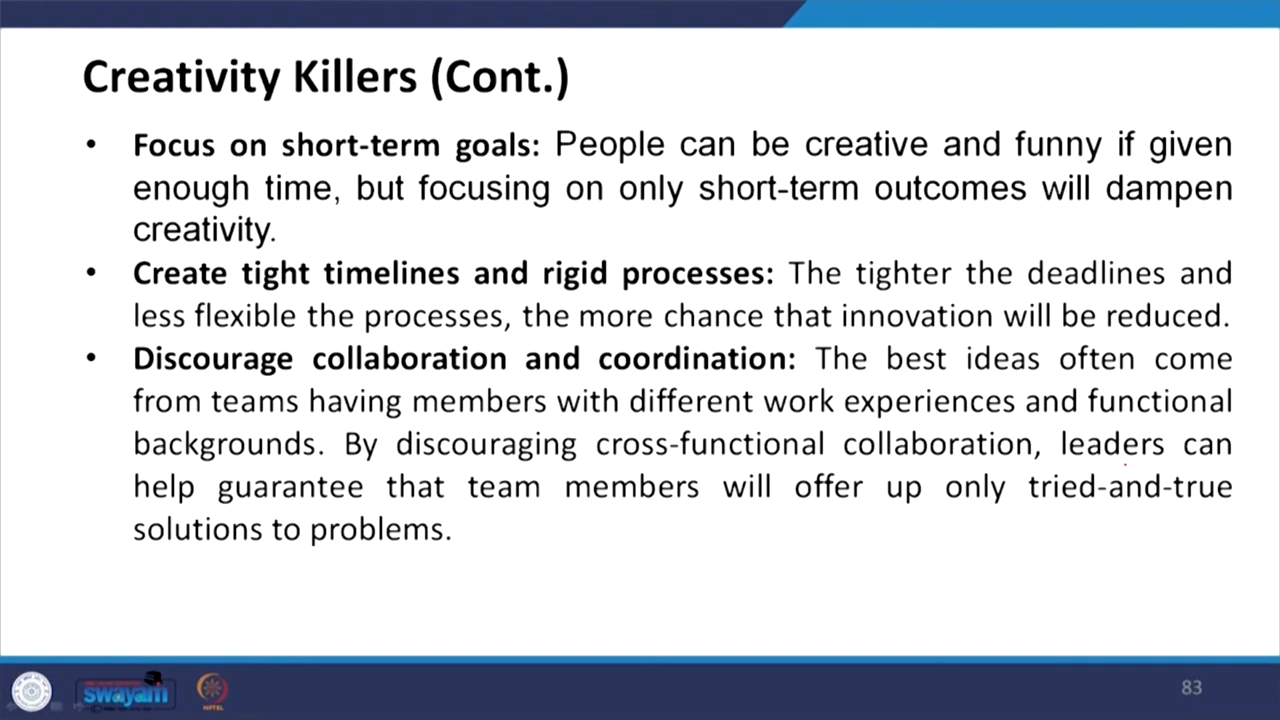 Creativity Killers (Cont.)
• Focus on short-term goals: People can be creative and funny if given
enough time, but focusing on only short-term outcomes will dampen
creativity.
• Create tight timelines and rigid processes: The tighter the deadlines and
less flexible the processes, the more chance that innovation will be reduced.
• Discourage collaboration and coordination: The best ideas often come
from teams having members with different work experiences and functional
backgrounds. By discouraging cross-functional collaboration, leaders can
help guarantee that team members will offer up only tried-and-true
solutions to problems.
swayam
NPTEL
83